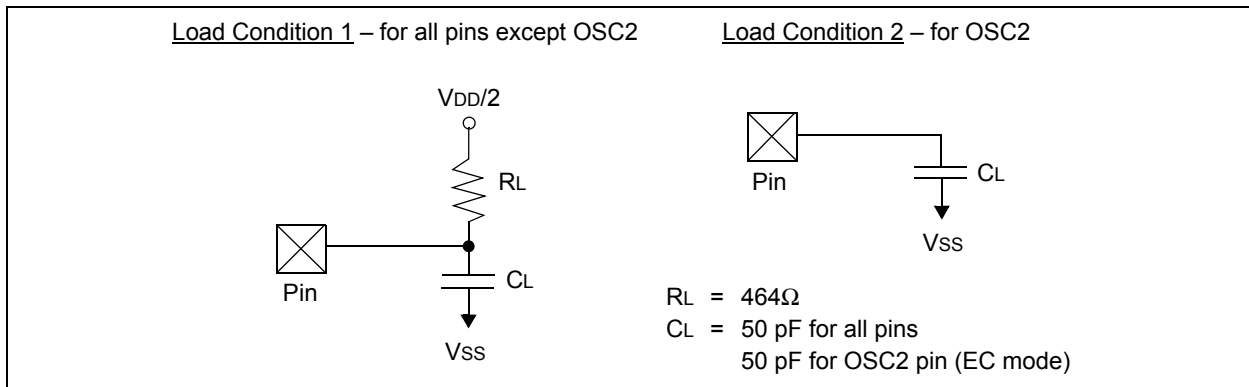 Load Condition 1 – for all pins except OSC2
VDD/2
RL
Pin
CL
VSS
Load Condition 2 – for OSC2
Pin
CL
VSS
RL = 464Ω
CL = 50 pF for all pins
50 pF for OSC2 pin (EC mode)